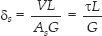 δₛ = VL / AₛG = τL / G